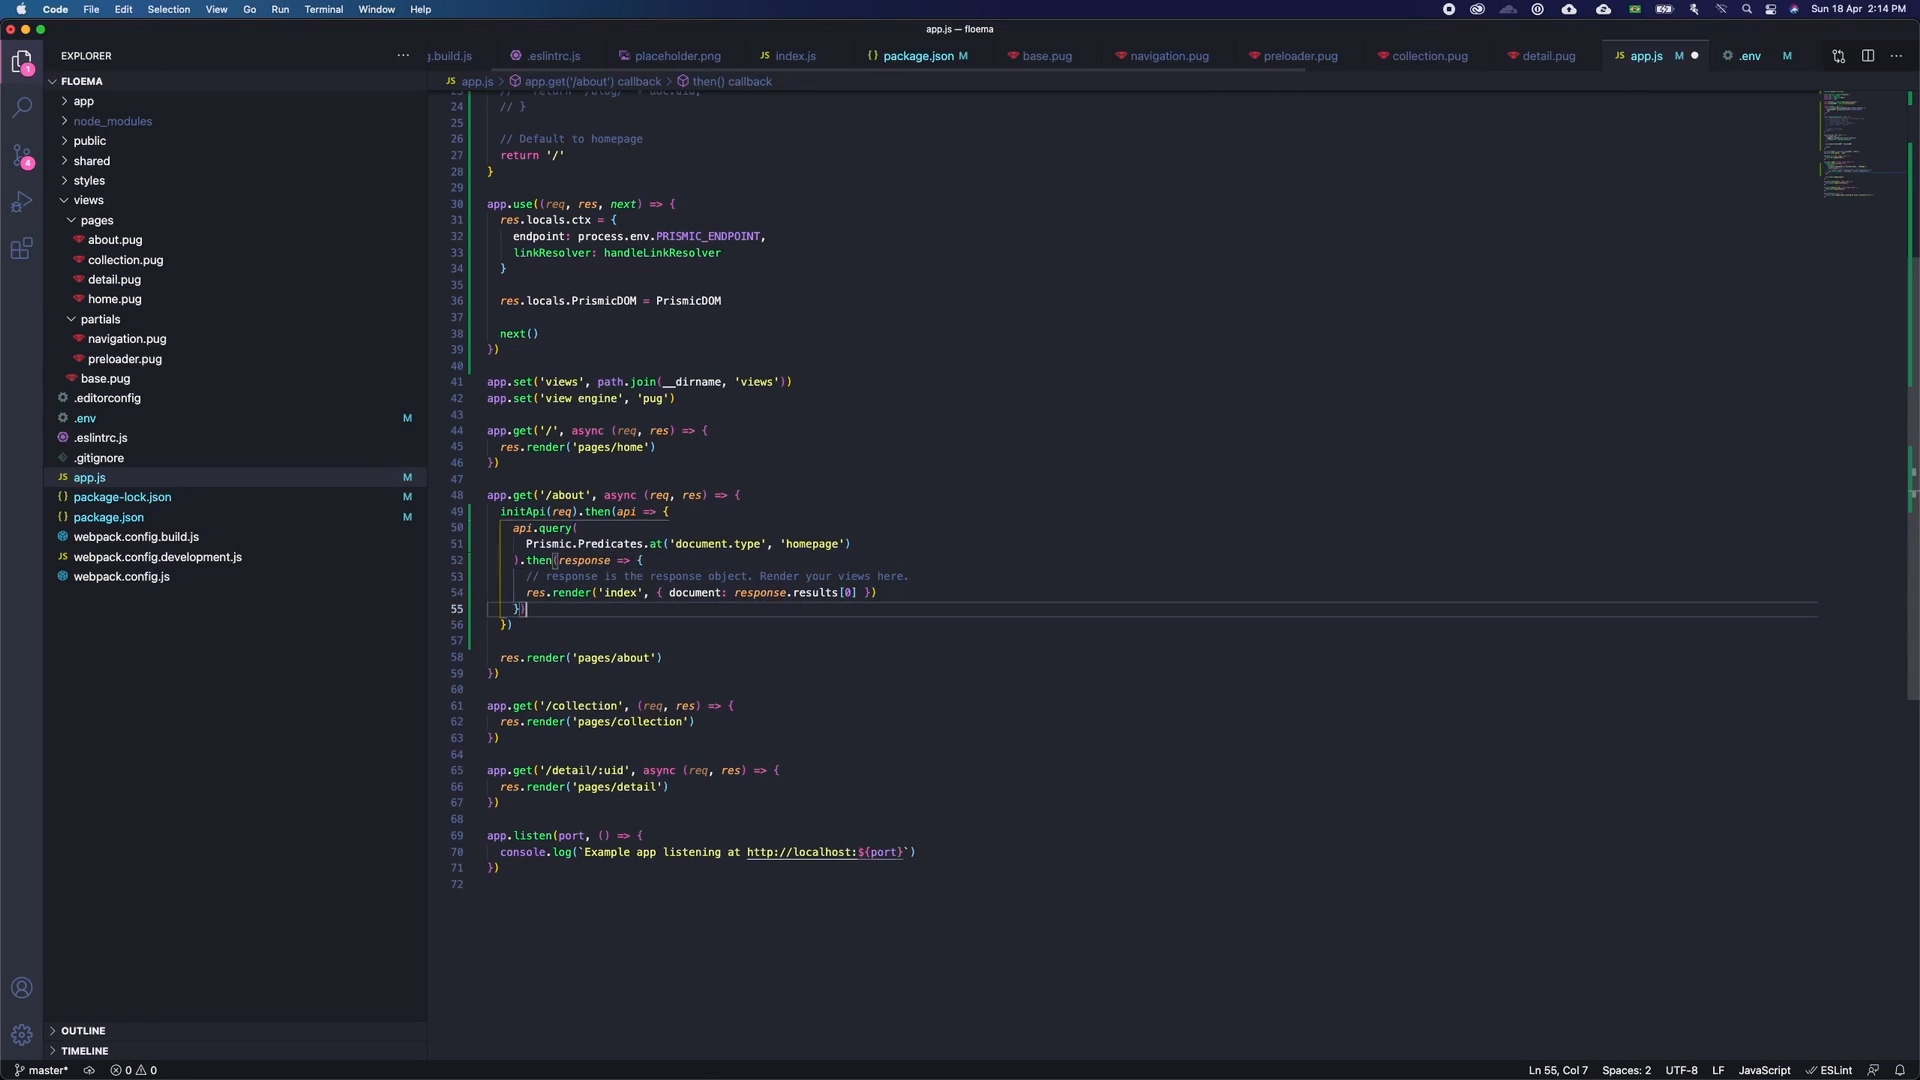 Code File Edit Selection View Go Run Terminal Window Help Sun 18 Apr 2:14 PM
app.js — floema
EXPLORER ···
g.build.js .eslintrc.js placeholder.png JS index.js {} package.json M base.pug navigation.pug preloader.pug collection.pug detail.pug JS app.js M .env M ···
JS app.js > app.get('/about') callback > then() callback
FLOEMA
app
node_modules
public
shared
styles
views
pages
about.pug
collection.pug
detail.pug
home.pug
partials
navigation.pug
preloader.pug
base.pug
.editorconfig
.env M
.eslintrc.js
.gitignore
JS app.js M
{} package-lock.json M
{} package.json M
webpack.config.build.js
JS webpack.config.development.js
webpack.config.js
OUTLINE
TIMELINE
1
4
23 // return '/blog/' + doc.uid;
24 // }
25
26 // Default to homepage
27 return '/'
28 }
29
30 app.use((req, res, next) => {
31 res.locals.ctx = {
32 endpoint: process.env.PRISMIC_ENDPOINT,
33 linkResolver: handleLinkResolver
34 }
35
36 res.locals.PrismicDOM = PrismicDOM
37
38 next()
39 })
40
41 app.set('views', path.join(__dirname, 'views'))
42 app.set('view engine', 'pug')
43
44 app.get('/', async (req, res) => {
45 res.render('pages/home')
46 })
47
48 app.get('/about', async (req, res) => {
49 initApi(req).then(api => {
50 api.query(
51 Prismic.Predicates.at('document.type', 'homepage')
52 ).then(response => {
53 // response is the response object. Render your views here.
54 res.render('index', { document: response.results[0] })
55 })
56 })
57
58 res.render('pages/about')
59 })
60
61 app.get('/collection', (req, res) => {
62 res.render('pages/collection')
63 })
64
65 app.get('/detail/:uid', async (req, res) => {
66 res.render('pages/detail')
67 })
68
69 app.listen(port, () => {
70 console.log(`Example app listening at http://localhost:${port}`)
71 })
72
master* 0 0 Ln 55, Col 7 Spaces: 2 UTF-8 LF JavaScript ESLint